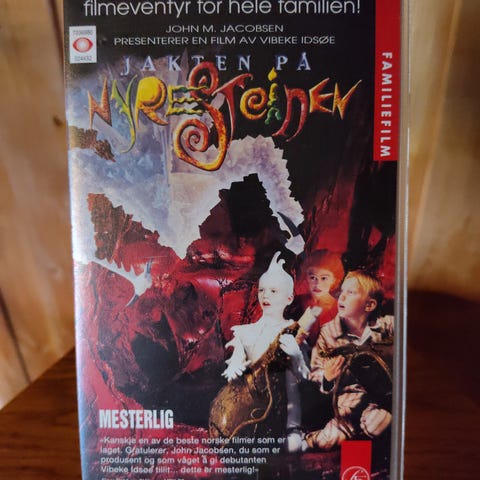 filmeventyr for hele familien!
JOHN M. JACOBSEN
PRESENTERER EN FILM AV VIBEKE IDSØE
JAKTEN PÅ
NYRESTEINEN
FAMILIEFILM
MESTERLIG
«Kanskje en av de beste norske filmer som er
laget. Gratulerer, John Jacobsen, du som er
produsent og som våget å gi debutanten
Vibeke Idsøe tillit... dette er mesterlig!»